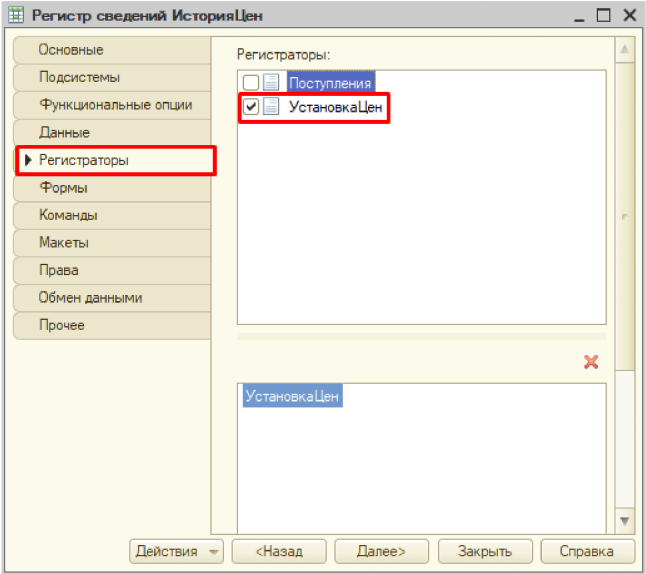 Регистр сведений ИсторияЦен
Основные
Подсистемы
Функциональные опции
Данные
Регистраторы
Формы
Команды
Макеты
Права
Обмен данными
Прочее
Регистраторы:
Поступления
УстановкаЦен
УстановкаЦен
Действия
<Назад
Далее>
Закрыть
Справка